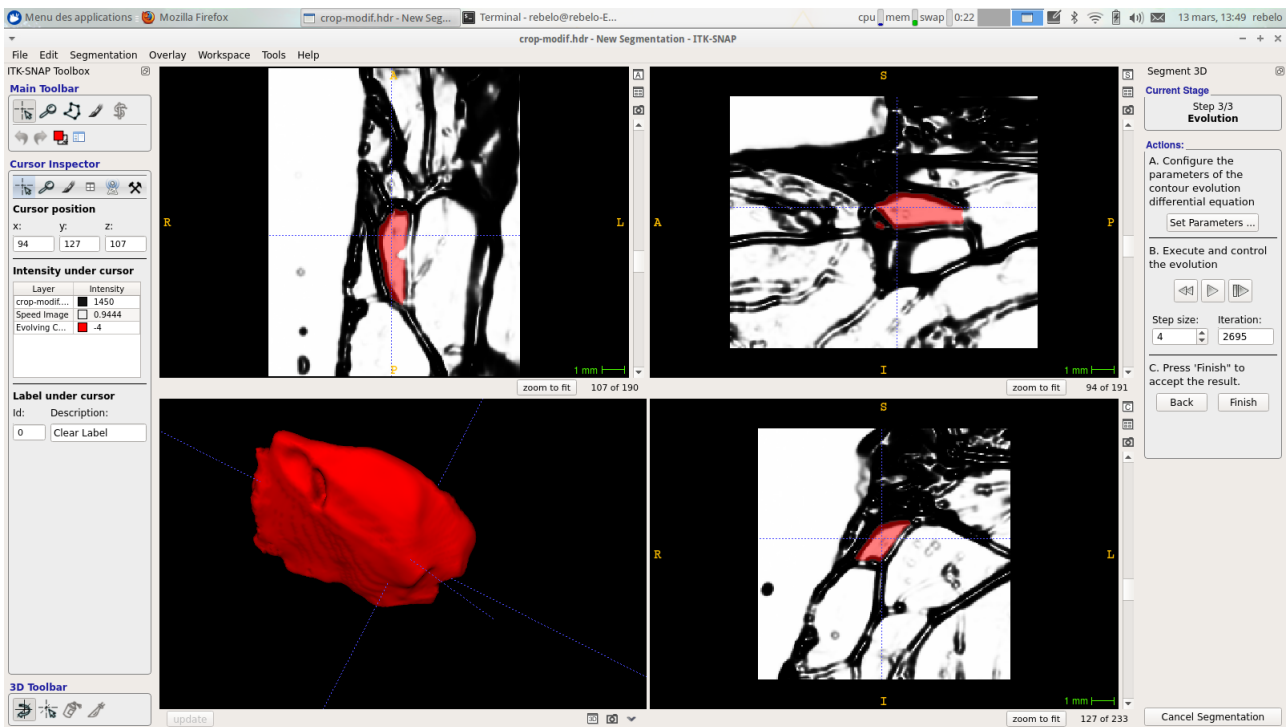 Menu des applications
Mozilla Firefox
crop-modif.hdr - New Seg...
Terminal - rebelo@rebelo-E...
cpu mem swap 0:22
13 mars, 13:49 rebelo
crop-modif.hdr - New Segmentation - ITK-SNAP
File Edit Segmentation Overlay Workspace Tools Help
ITK-SNAP Toolbox
Main Toolbar
Cursor Inspector
Cursor position
x: y: z:
94 127 107
Intensity under cursor
Layer Intensity
crop-modif.... 1450
Speed Image 0.9444
Evolving C... -4
Label under cursor
Id: Description:
0 Clear Label
3D Toolbar
A
R
L
P
1 mm
zoom to fit 107 of 190
A
S
A
P
I
1 mm
zoom to fit 94 of 191
S
update
3D
S
R
L
I
1 mm
zoom to fit 127 of 233
C
Segment 3D
Current Stage
Step 3/3
Evolution
Actions:
A. Configure the
parameters of
the contour
evolution
differential
equation
Set Parameters ...
B. Execute and control
the evolution
Step size: Iteration:
4 2695
C. Press 'Finish" to
accept the result.
Back Finish
Cancel Segmentation